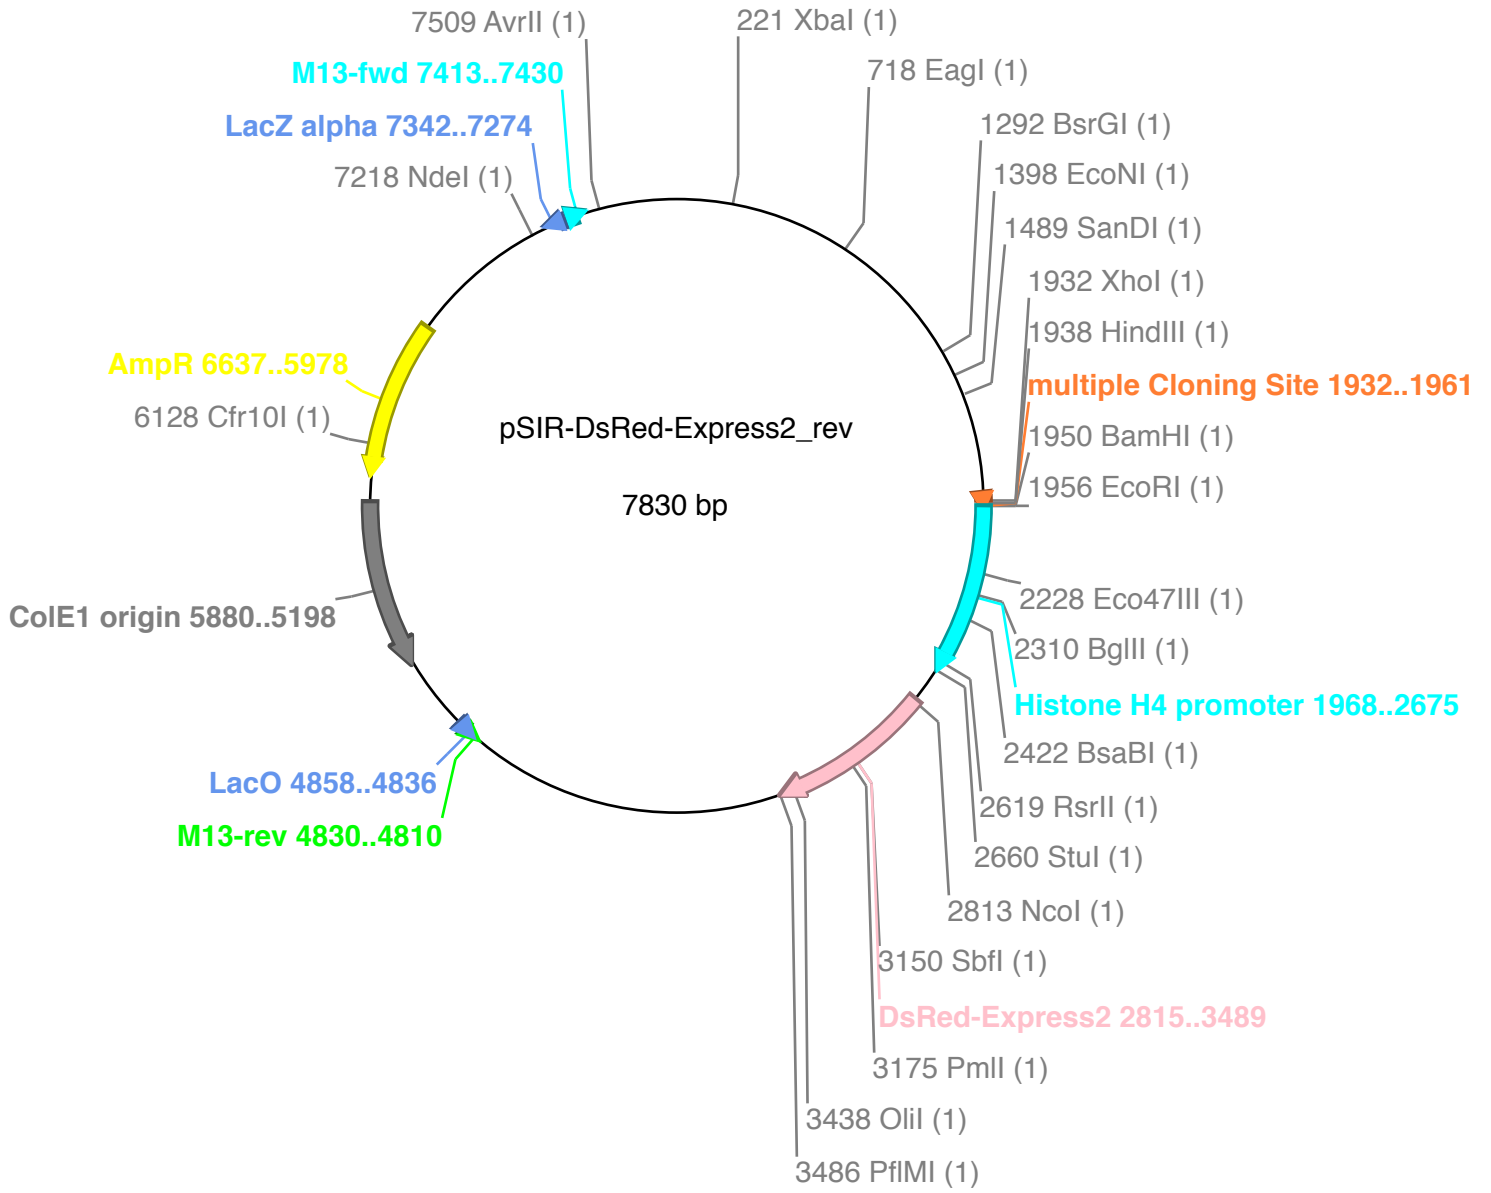 7509 AvrII (1)
221 XbaI (1)
M13-fwd 7413..7430
718 EagI (1)
LacZ alpha 7342..7274
1292 BsrGI (1)
7218 NdeI (1)
1398 EcoNI (1)
1489 SanDI (1)
1932 XhoI (1)
1938 HindIII (1)
AmpR 6637..5978
multiple Cloning Site 1932..1961
6128 Cfr10I (1)
pSIR-DsRed-Express2_rev
1950 BamHI (1)
1956 EcoRI (1)
7830 bp
2228 Eco47III (1)
ColE1 origin 5880..5198
2310 BglII (1)
Histone H4 promoter 1968..2675
2422 BsaBI (1)
LacO 4858..4836
2619 RsrII (1)
M13-rev 4830..4810
2660 StuI (1)
2813 NcoI (1)
3150 SbfI (1)
DsRed-Express2 2815..3489
3175 PmlI (1)
3438 OliI (1)
3486 PflMI (1)